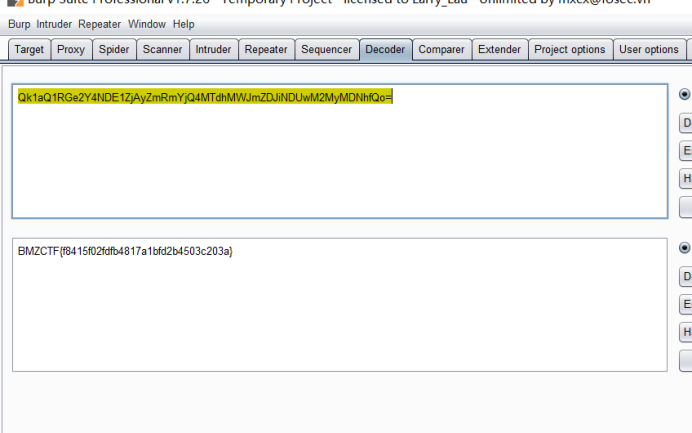 Burp Suite Professional v1.7.26 - Temporary Project - licensed to Larry_Lau - Unlimited by mxcx@fosec.vn
Burp Intruder Repeater Window Help
Target Proxy Spider Scanner Intruder Repeater Sequencer Decoder Comparer Extender Project options User options
Qk1aQ1RGe2Y4NDE1ZjAyZmRmYjQ4MTdhMWJmZDJiNDUwM2MyMDNhfQo=
BMZCTF{f8415f02fdfb4817a1bfd2b4503c203a}